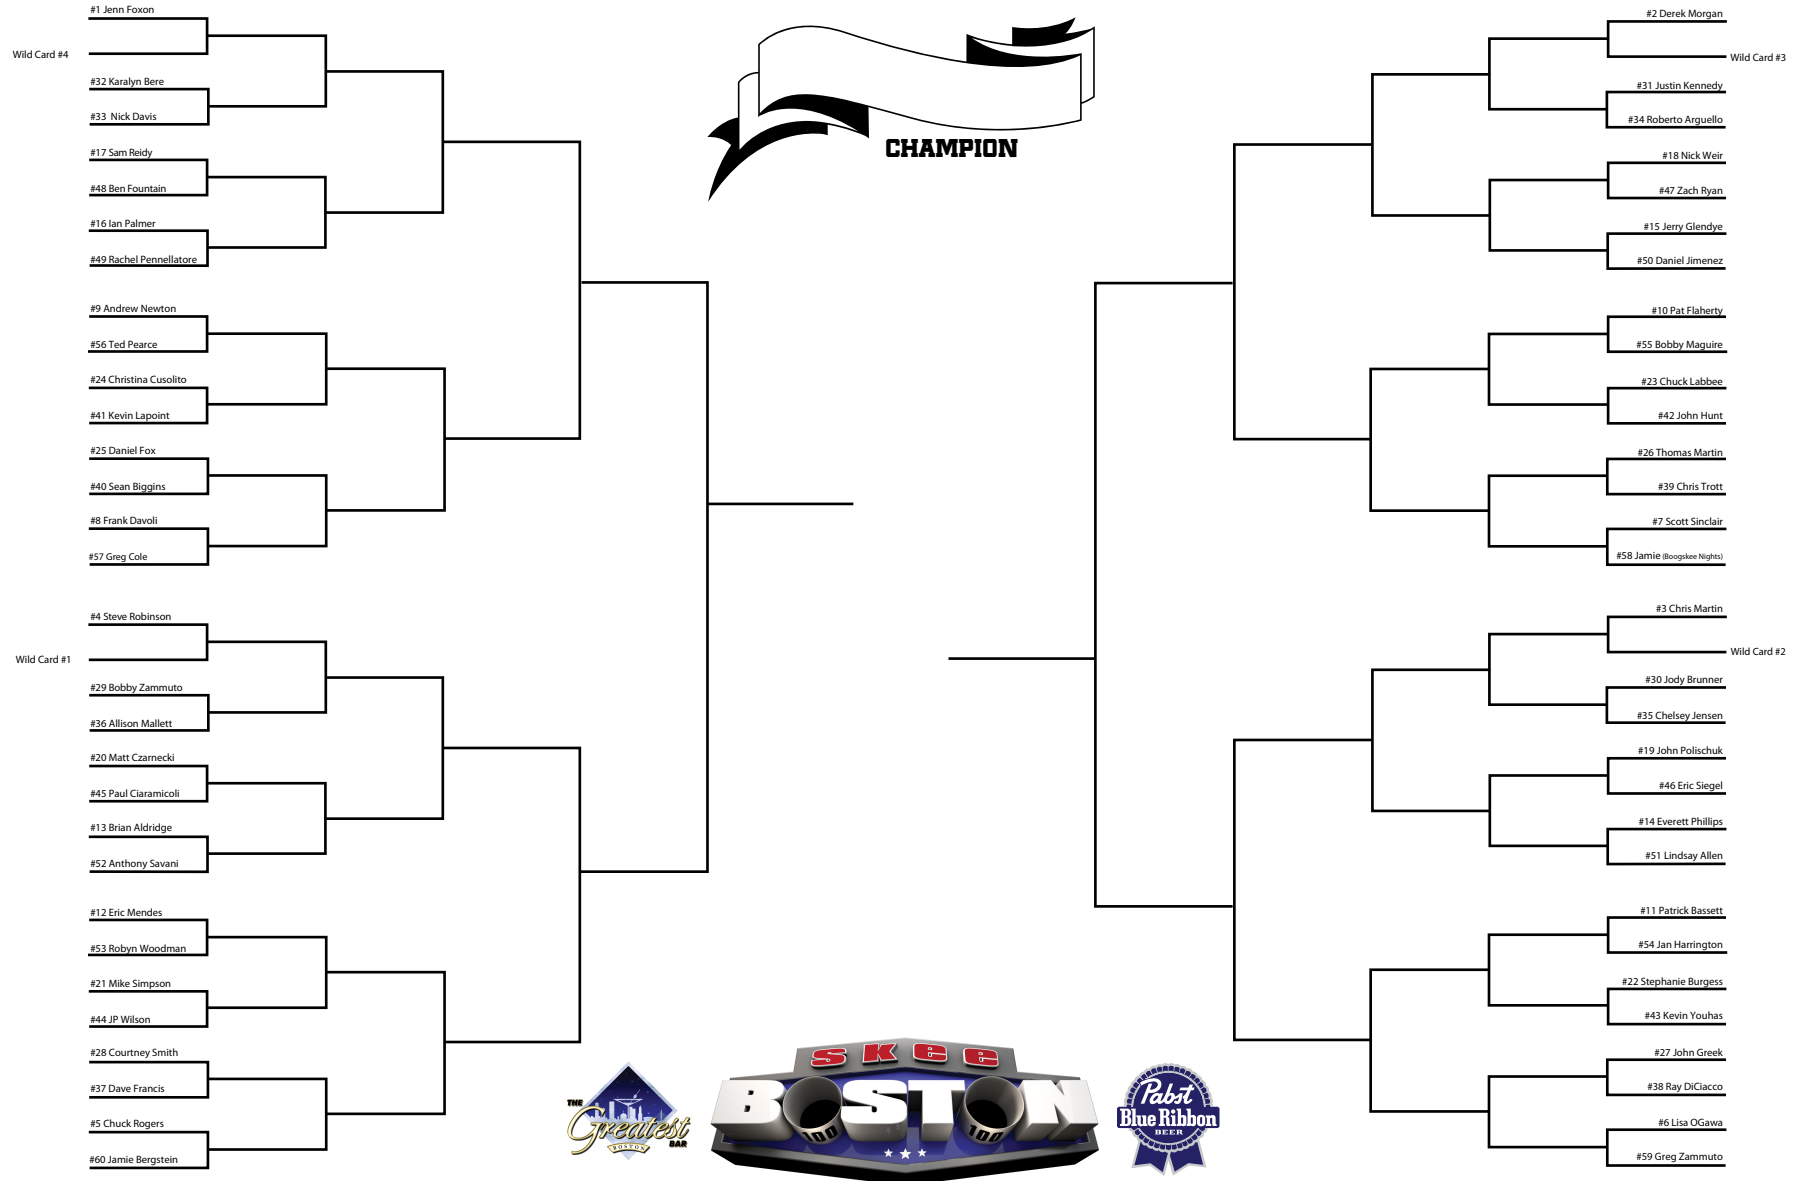 #1 Jenn Foxon
Wild Card #4
#32 Karalyn Bere
#33 Nick Davis
#17 Sam Reidy
#48 Ben Fountain
#16 Ian Palmer
#49 Rachel Pennellatore
#9 Andrew Newton
#56 Ted Pearce
#24 Christina Cusolito
#41 Kevin Lapoint
#25 Daniel Fox
#40 Sean Biggins
#8 Frank Davoli
#57 Greg Cole
#4 Steve Robinson
Wild Card #1
#29 Bobby Zammuto
#36 Allison Mallett
#20 Matt Czarnecki
#45 Paul Ciaramicoli
#13 Brian Aldridge
#52 Anthony Savani
#12 Eric Mendes
#53 Robyn Woodman
#21 Mike Simpson
#44 JP Wilson
#28 Courtney Smith
#37 Dave Francis
#5 Chuck Rogers
#60 Jamie Bergstein
CHAMPION
THE
Greatest
BAR
BOSTON
skee
BOSTON
100 100
Pabst
Blue Ribbon
BEER
#2 Derek Morgan
Wild Card #3
#31 Justin Kennedy
#34 Roberto Arguello
#18 Nick Weir
#47 Zach Ryan
#15 Jerry Glendye
#50 Daniel Jimenez
#10 Pat Flaherty
#55 Bobby Maguire
#23 Chuck Labbee
#42 John Hunt
#26 Thomas Martin
#39 Chris Trott
#7 Scott Sinclair
#58 Jamie (Boogskee Nights)
#3 Chris Martin
Wild Card #2
#30 Jody Brunner
#35 Chelsey Jensen
#19 John Polischuk
#46 Eric Siegel
#14 Everett Phillips
#51 Lindsay Allen
#11 Patrick Bassett
#54 Jan Harrington
#22 Stephanie Burgess
#43 Kevin Youhas
#27 John Greek
#38 Ray DiCiacco
#6 Lisa OGawa
#59 Greg Zammuto